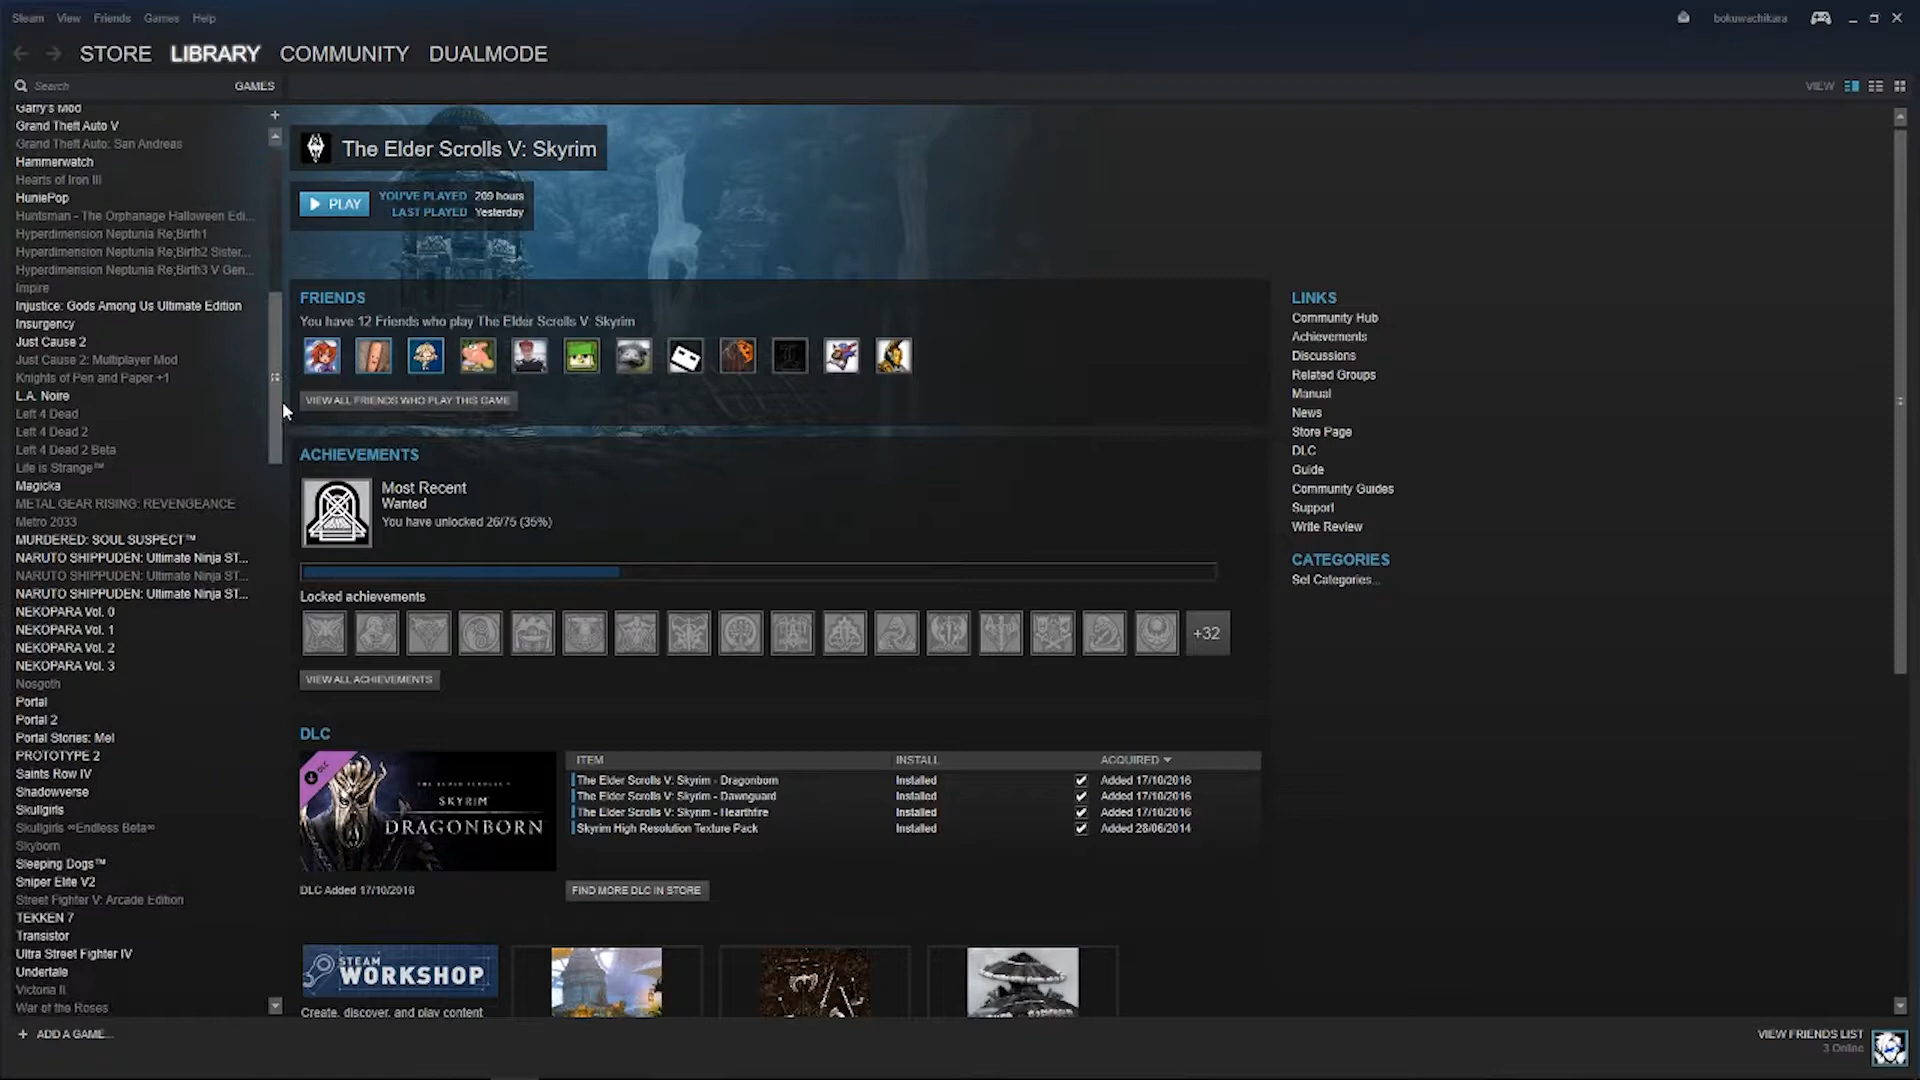 Steam View Friends Games Help
bokuwachikara
STORE LIBRARY COMMUNITY DUALMODE
Search
GAMES
VIEW
Garry's Mod
Grand Theft Auto V
Grand Theft Auto: San Andreas
Hammerwatch
Hearts of Iron III
HuniePop
Huntsman - The Orphanage Halloween Edi...
Hyperdimension Neptunia Re;Birth1
Hyperdimension Neptunia Re;Birth2 Sister...
Hyperdimension Neptunia Re;Birth3 V Gen...
Impire
Injustice: Gods Among Us Ultimate Edition
Insurgency
Just Cause 2
Just Cause 2: Multiplayer Mod
Knights of Pen and Paper +1
L.A. Noire
Left 4 Dead
Left 4 Dead 2
Left 4 Dead 2 Beta
Life is Strange™
Magicka
METAL GEAR RISING: REVENGEANCE
Metro 2033
MURDERED: SOUL SUSPECT™
NARUTO SHIPPUDEN: Ultimate Ninja ST...
NARUTO SHIPPUDEN: Ultimate Ninja ST...
NARUTO SHIPPUDEN: Ultimate Ninja ST...
NEKOPARA Vol. 0
NEKOPARA Vol. 1
NEKOPARA Vol. 2
NEKOPARA Vol. 3
Nosgoth
Portal
Portal 2
Portal Stories: Mel
PROTOTYPE 2
Saints Row IV
Shadowverse
Skullgirls
Skullgirls ∞Endless Beta∞
Skyborn
Sleeping Dogs™
Sniper Elite V2
Street Fighter V: Arcade Edition
TEKKEN 7
Transistor
Ultra Street Fighter IV
Undertale
Victoria II
War of the Roses
+ ADD A GAME...
The Elder Scrolls V: Skyrim
PLAY
YOU'VE PLAYED 209 hours
LAST PLAYED Yesterday
FRIENDS
You have 12 Friends who play The Elder Scrolls V: Skyrim
VIEW ALL FRIENDS WHO PLAY THIS GAME
ACHIEVEMENTS
Most Recent
Wanted
You have unlocked 26/75 (35%)
Locked achievements
+32
VIEW ALL ACHIEVEMENTS
DLC
DLC
THE ELDER SCROLLS V
SKYRIM
DRAGONBORN
DLC Added 17/10/2016
ITEM INSTALL ACQUIRED
The Elder Scrolls V: Skyrim - Dragonborn Installed Added 17/10/2016
The Elder Scrolls V: Skyrim - Dawnguard Installed Added 17/10/2016
The Elder Scrolls V: Skyrim - Hearthfire Installed Added 17/10/2016
Skyrim High Resolution Texture Pack Installed Added 28/06/2014
FIND MORE DLC IN STORE
STEAM
WORKSHOP
Create, discover, and play content
LINKS
Community Hub
Achievements
Discussions
Related Groups
Manual
News
Store Page
DLC
Guide
Community Guides
Support
Write Review
CATEGORIES
Set Categories...
VIEW FRIENDS LIST
3 Online